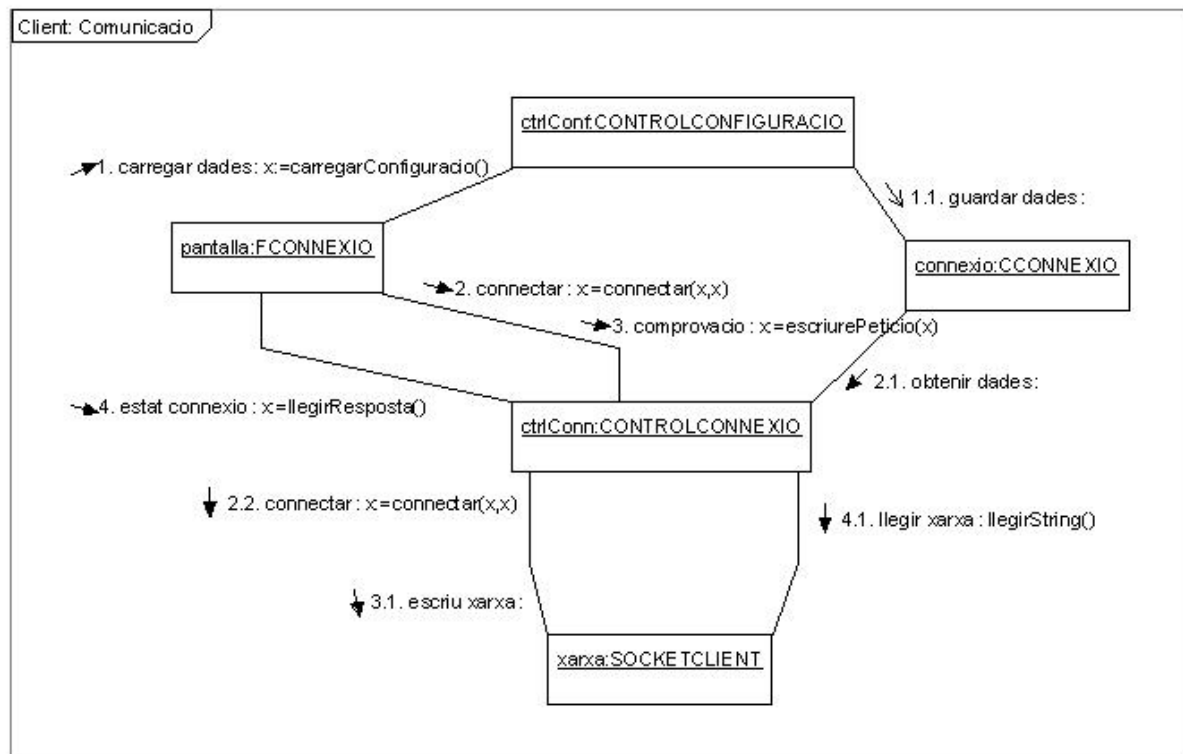 Client: Comunicacio
ctrlConf:CONTROLCONFIGURACIO
1. carregar dades: x:=carregarConfiguracio()
1.1. guardar dades :
pantalla:FCONNEXIO
connexio:CCONNEXIO
2. connectar : x:=connectar(x,x)
3. comprovacio : x:=escriurePeticio(x)
2.1. obtenir dades:
4. estat connexio : x:=llegirResposta()
ctrlConn:CONTROLCONNEXIO
2.2. connectar : x:=connectar(x,x)
4.1. llegir xarxa : llegirString()
3.1. escriu xarxa :
xarxa:SOCKETCLIENT